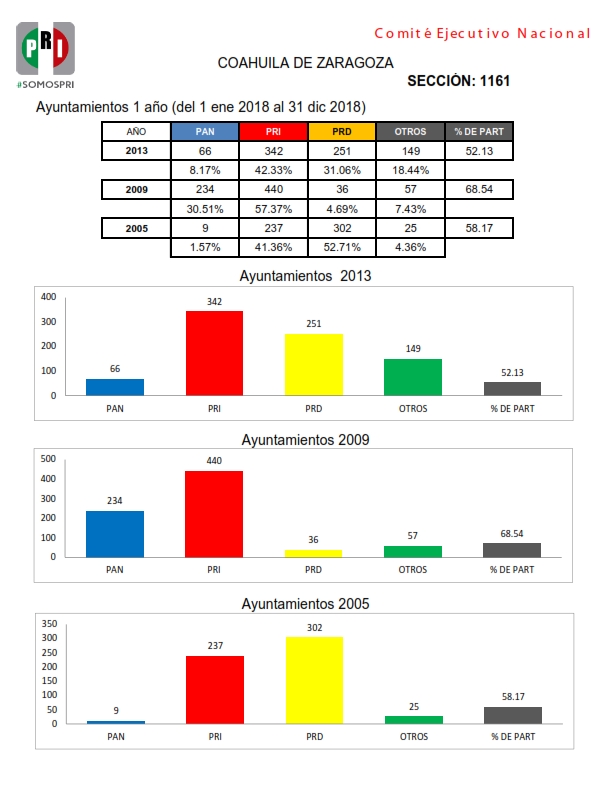 Comité Ejecutivo Nacional
PRI
#SOMOSPRI
COAHUILA DE ZARAGOZA
SECCIÓN: 1161
Ayuntamientos 1 año (del 1 ene 2018 al 31 dic 2018)
AÑO PAN PRI PRD OTROS % DE PART
2013 66 342 251 149 52.13
8.17% 42.33% 31.06% 18.44%
2009 234 440 36 57 68.54
30.51% 57.37% 4.69% 7.43%
2005 9 237 302 25 58.17
1.57% 41.36% 52.71% 4.36%
Ayuntamientos 2013
400
300
200
100
0
66 342 251 149 52.13
PAN PRI PRD OTROS % DE PART
Ayuntamientos 2009
500
400
300
200
100
0
234 440 36 57 68.54
PAN PRI PRD OTROS % DE PART
Ayuntamientos 2005
350
300
250
200
150
100
50
0
9 237 302 25 58.17
PAN PRI PRD OTROS % DE PART